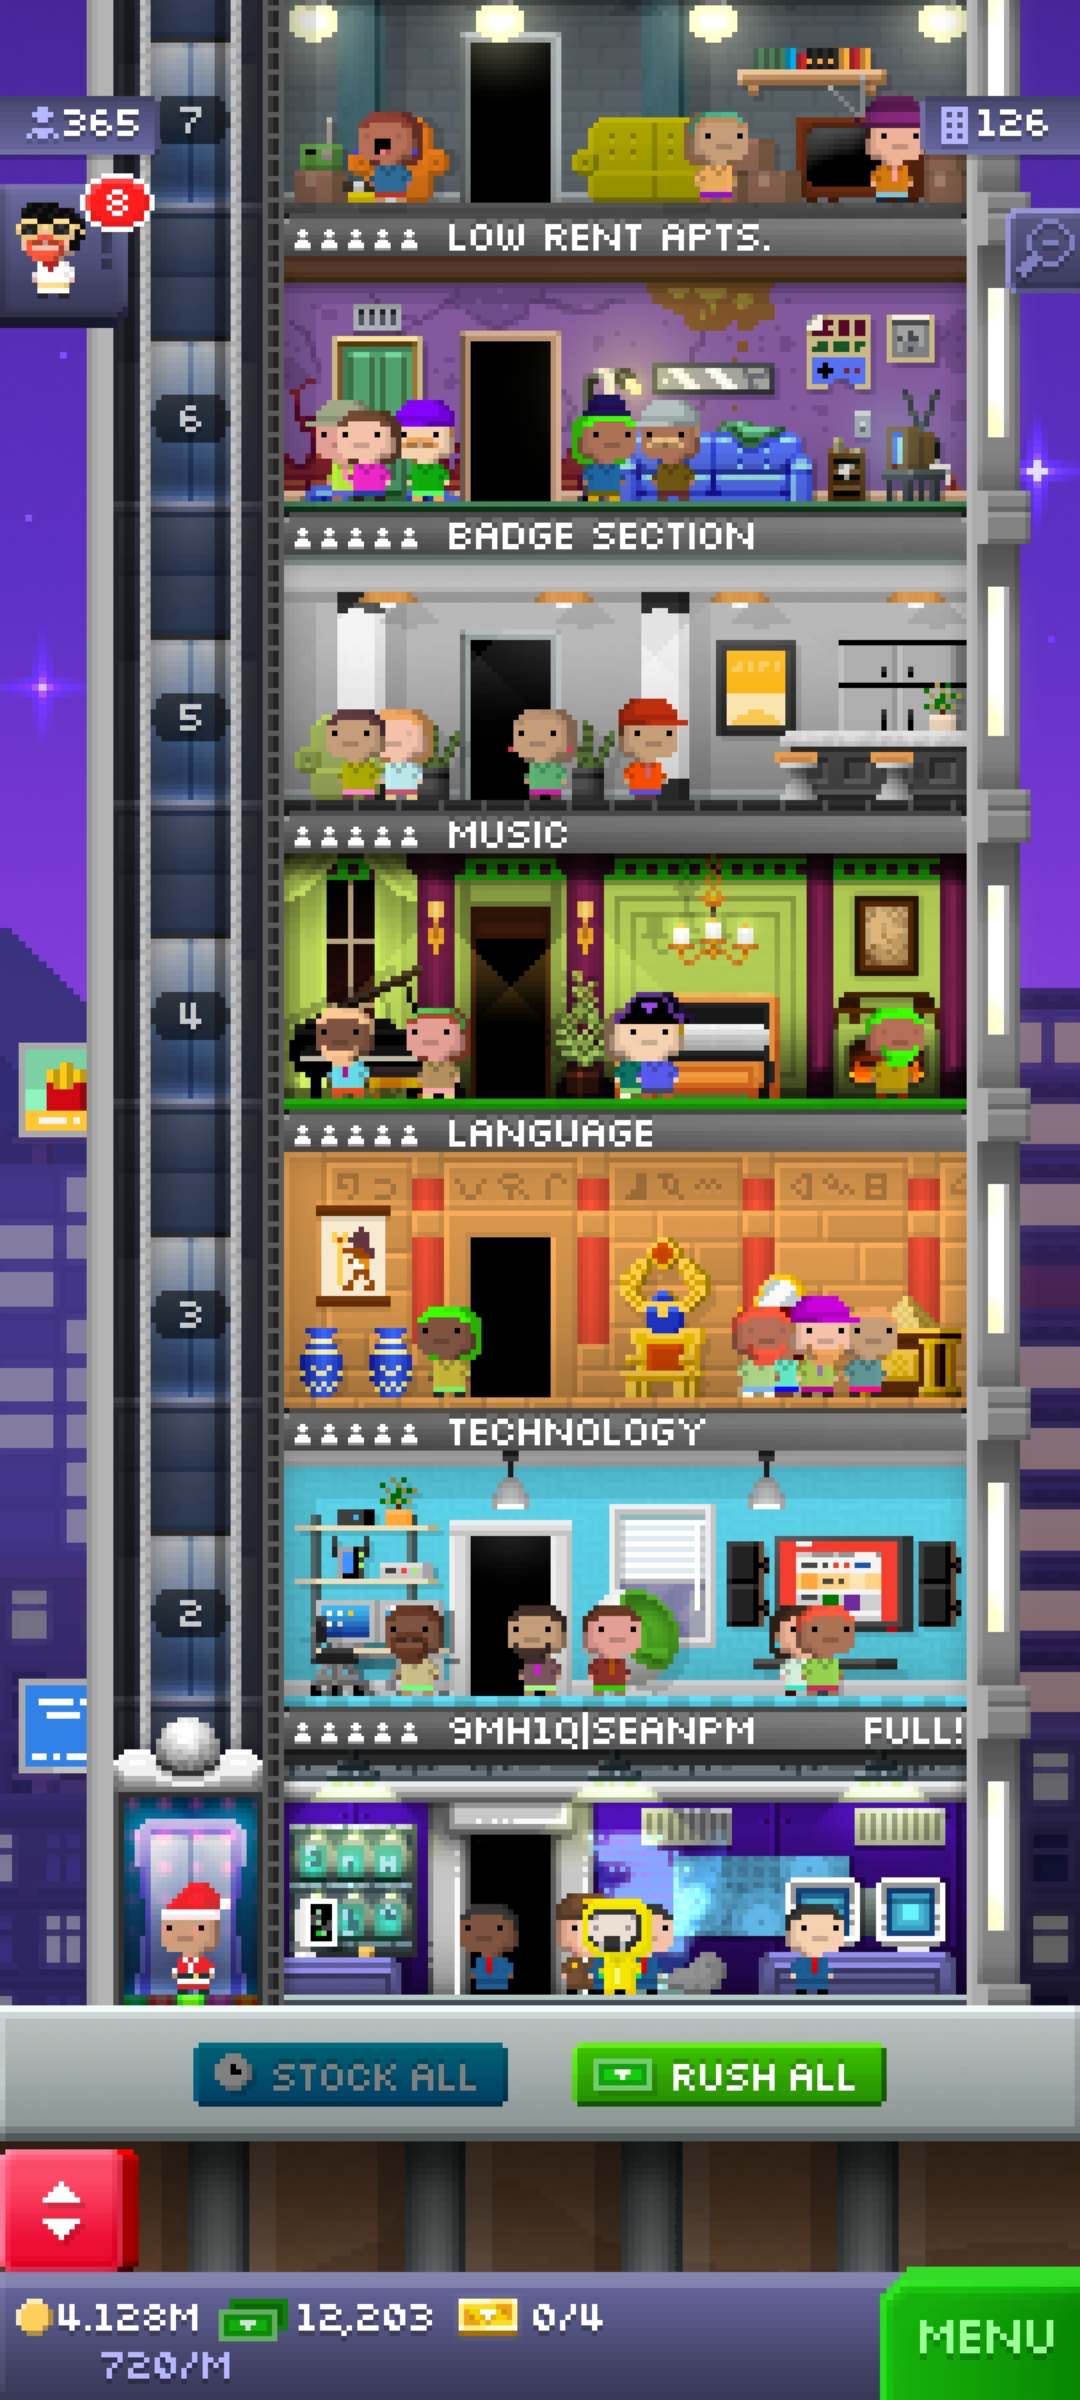 7
365
126
8
LOW RENT APTS.
6
BADGE SECTION
5
MUSIC
4
LANGUAGE
3
TECHNOLOGY
2
9MH1Q|SEANPM FULL!
STOCK ALL
RUSH ALL
4.128M 12,203 0/4
720/M
MENU